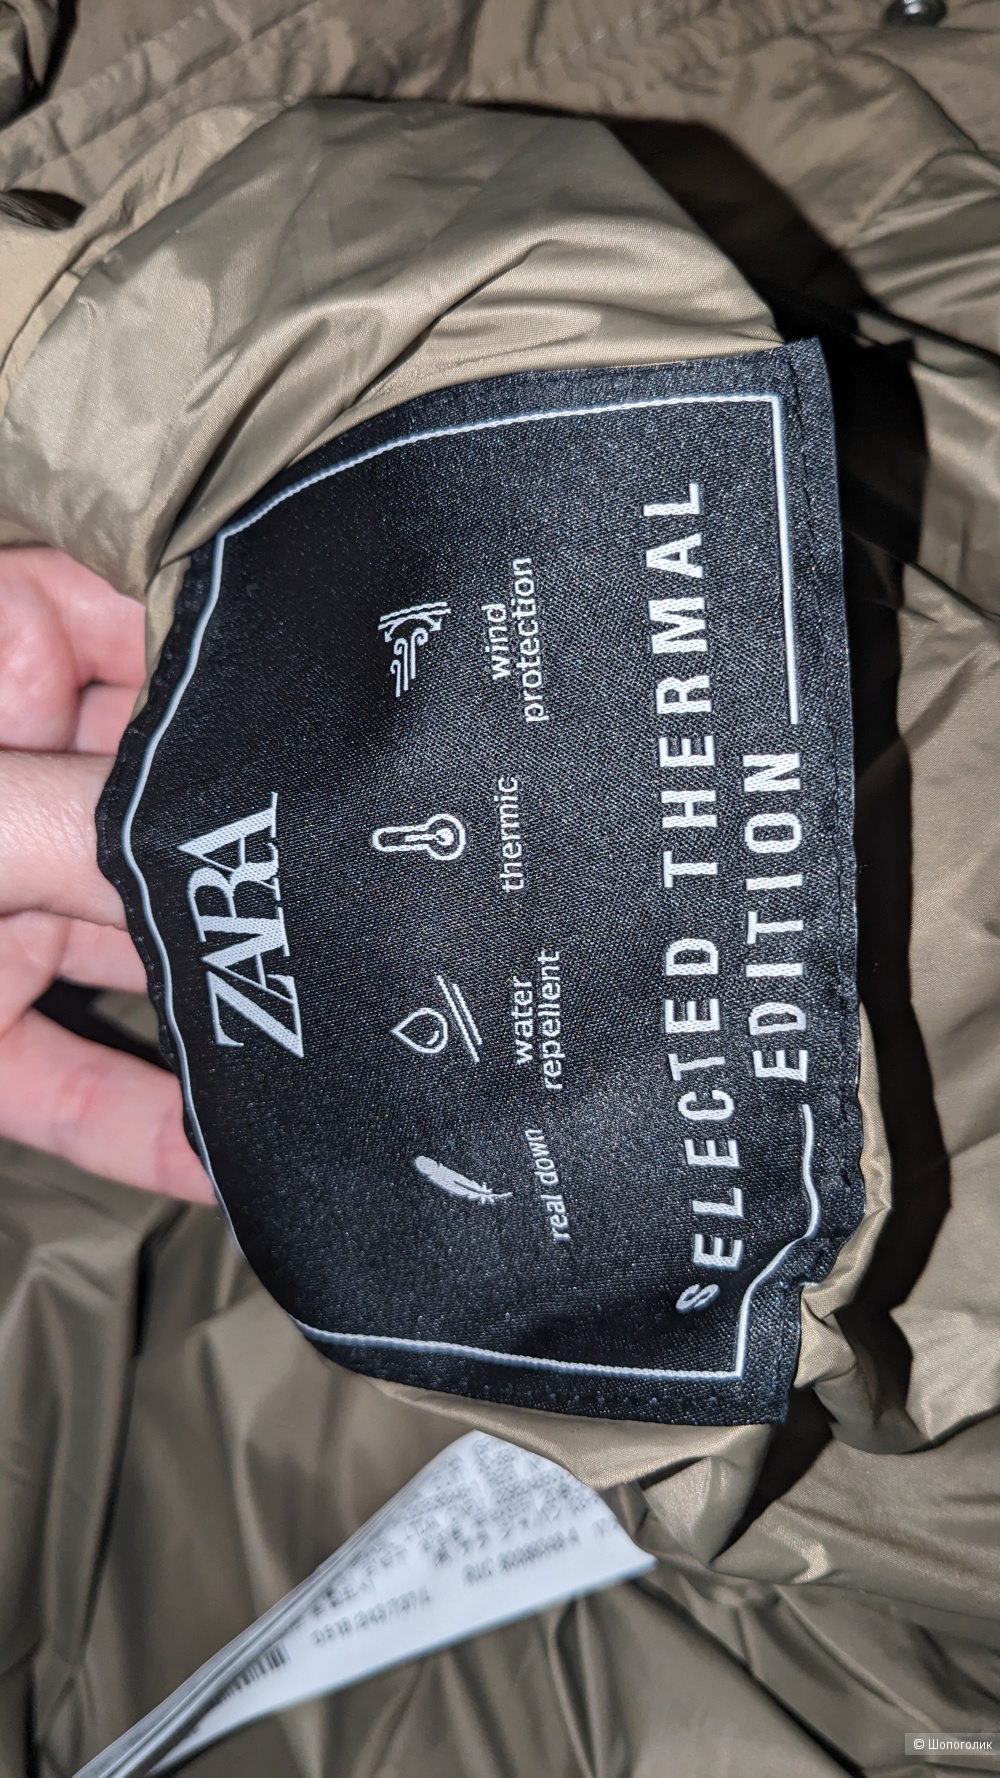 ZARA
real down
water
repellent
thermic
wind
protection
SELECTED THERMAL
EDITION
© Шопоголик